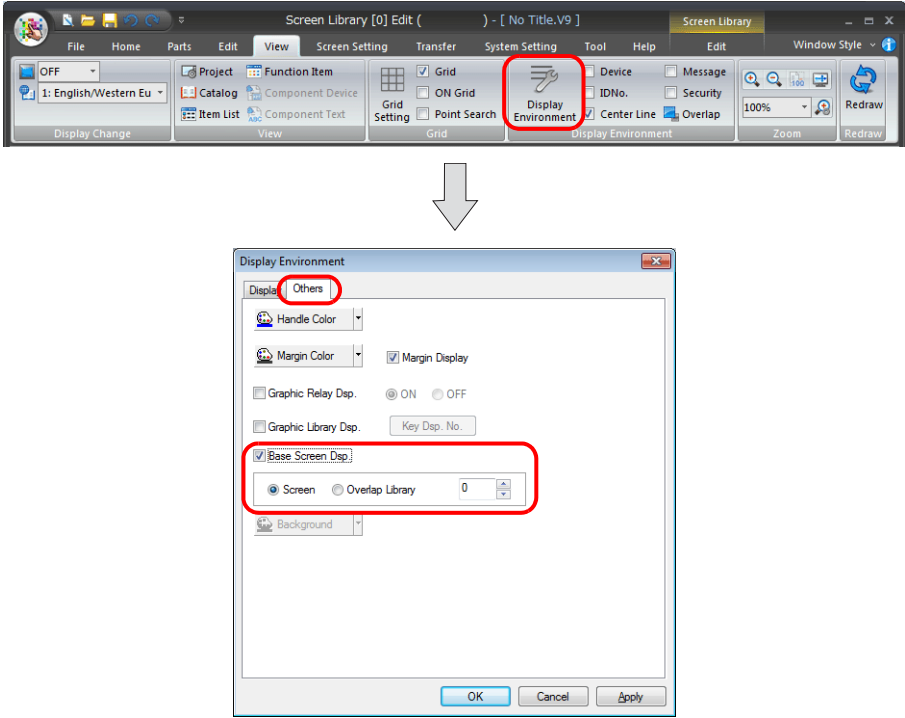 Screen Library [0] Edit ( ) - [ No Title.V9 ]
Screen Library
File Home Parts Edit View Screen Setting Transfer System Setting Tool Help Edit Window Style
OFF Project Function Item Grid Device Message
1: English/Western Eu Catalog Component Device ON Grid IDNo. Security
Item List Component Text Grid Setting Point Search Display Environment Center Line Overlap 100% Redraw
Display Change View Grid Display Environment Zoom Redraw
Display Environment
Display Others
Handle Color
Margin Color Margin Display
Graphic Relay Dsp. ON OFF
Graphic Library Dsp. Key Dsp. No.
Base Screen Dsp.
Screen Overlap Library 0
Background
OK Cancel Apply